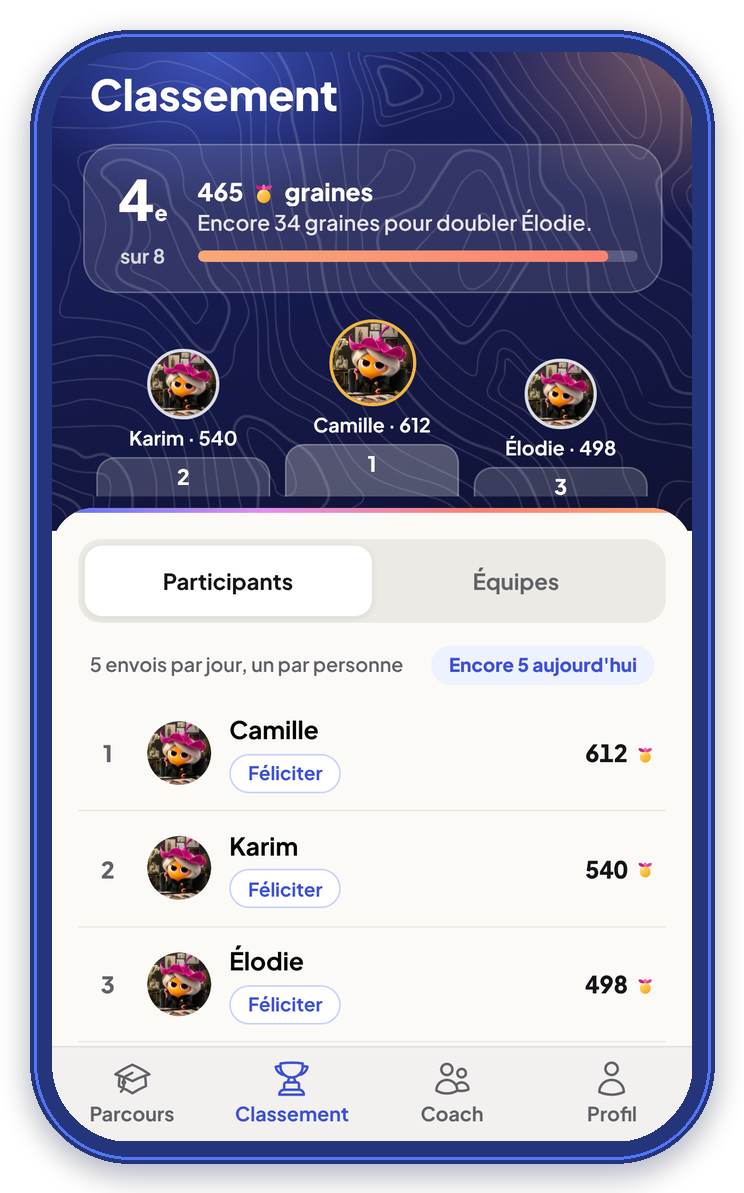 Classement
4e
sur 8
465 graines
Encore 34 graines pour doubler Élodie.
Karim · 540
Camille · 612
Élodie · 498
2
1
3
Participants
Équipes
5 envois par jour, un par personne
Encore 5 aujourd'hui
1
Camille
Féliciter
612
2
Karim
Féliciter
540
3
Élodie
Féliciter
498
Parcours
Classement
Coach
Profil